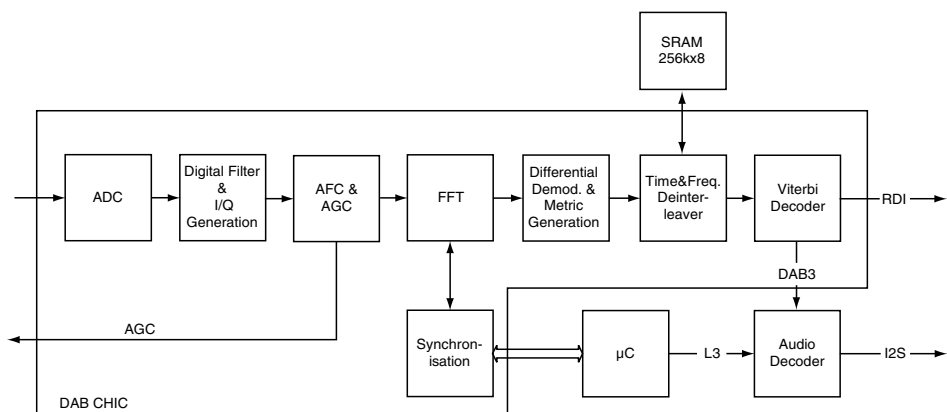 SRAM
256kx8
ADC
Digital Filter
&
I/Q
Generation
AFC &
AGC
FFT
Differential
Demod. &
Metric
Generation
Time&Freq.
Deinter-
leaver
Viterbi
Decoder
RDI
DAB3
AGC
Synchron-
isation
µC
L3
Audio
Decoder
I2S
DAB CHIC